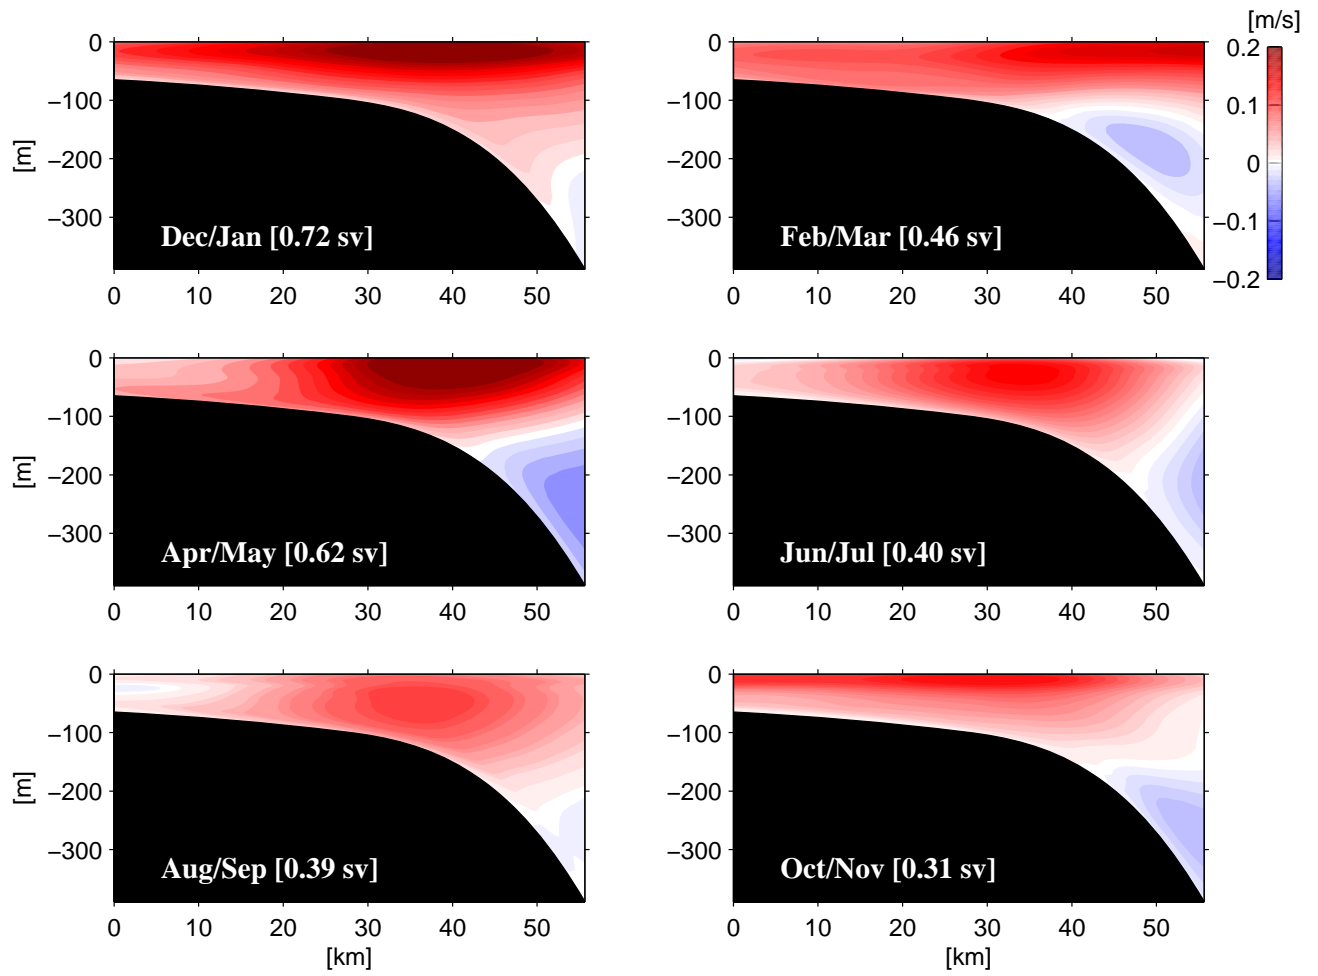 [m/s]
0 0 0.2
−100 −100 0.1
[m] −200 −200 0
−300 −300 −0.1
Dec/Jan [0.72 sv] Feb/Mar [0.46 sv]
−0.2
0 10 20 30 40 50 0 10 20 30 40 50
0 0
−100 −100
[m] −200 −200
−300 −300
Apr/May [0.62 sv] Jun/Jul [0.40 sv]
0 10 20 30 40 50 0 10 20 30 40 50
0 0
−100 −100
[m] −200 −200
−300 −300
Aug/Sep [0.39 sv] Oct/Nov [0.31 sv]
0 10 20 30 40 50 0 10 20 30 40 50
[km] [km]